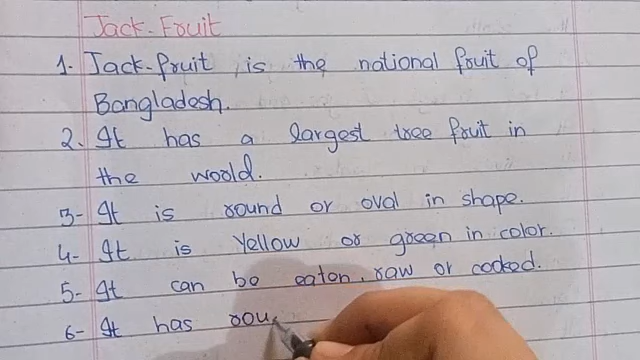 Jack-Fruit
1. Jack-fruit is the national fruit of
Bangladesh.
2. It has a largest tree fruit in
the world.
3- It is round or oval in shape.
4- It is Yellow or green in color.
5- It can be eaten raw or cooked.
6- It has rou